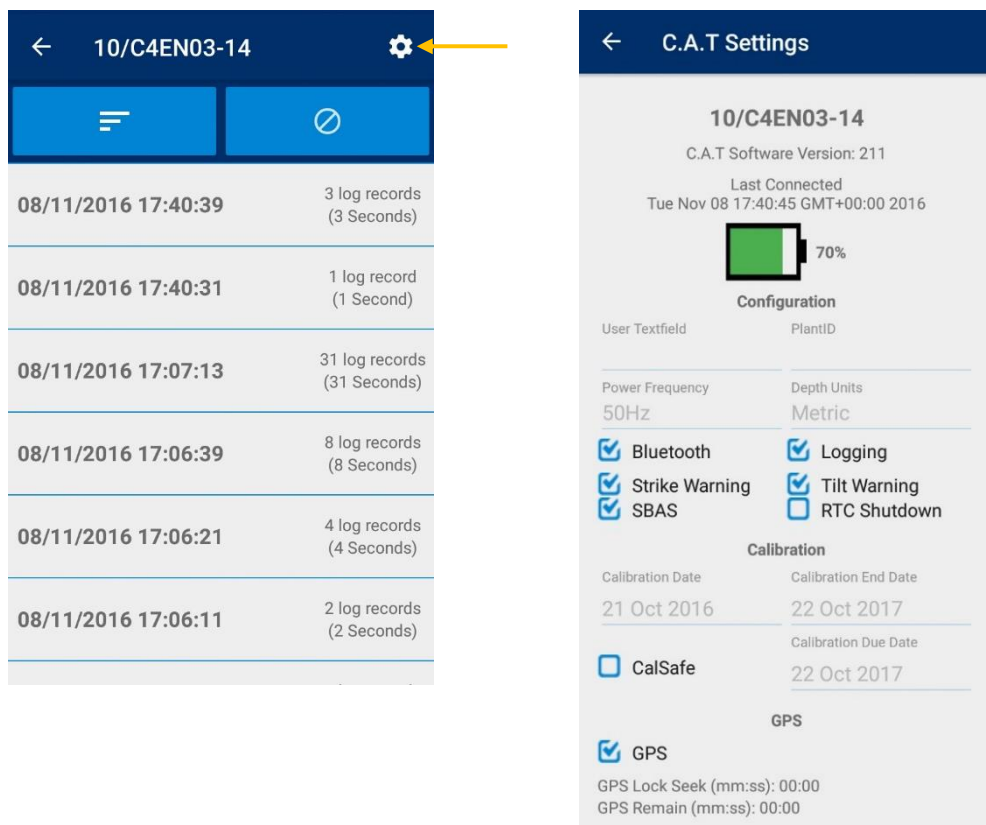 10/C4EN03-14
08/11/2016 17:40:39
3 log records
(3 Seconds)
08/11/2016 17:40:31
1 log record
(1 Second)
08/11/2016 17:07:13
31 log records
(31 Seconds)
08/11/2016 17:06:39
8 log records
(8 Seconds)
08/11/2016 17:06:21
4 log records
(4 Seconds)
08/11/2016 17:06:11
2 log records
(2 Seconds)
C.A.T Settings
10/C4EN03-14
C.A.T Software Version: 211
Last Connected
Tue Nov 08 17:40:45 GMT+00:00 2016
70%
Configuration
User Textfield PlantID
Power Frequency Depth Units
50Hz Metric
Bluetooth Logging
Strike Warning Tilt Warning
SBAS RTC Shutdown
Calibration
Calibration Date Calibration End Date
21 Oct 2016 22 Oct 2017
Calibration Due Date
CalSafe 22 Oct 2017
GPS
GPS
GPS Lock Seek (mm:ss): 00:00
GPS Remain (mm:ss): 00:00